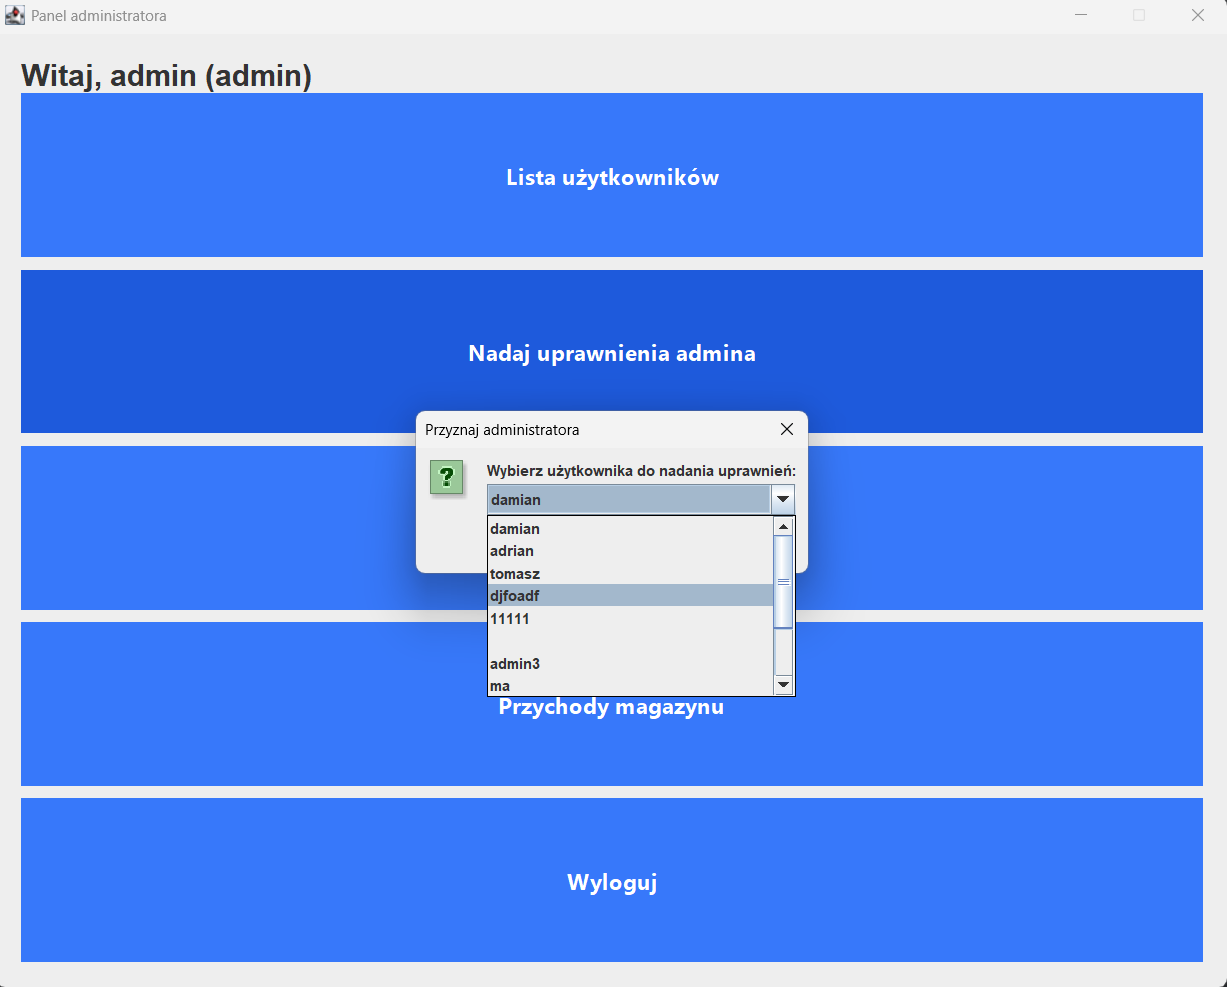 Panel administratora
Witaj, admin (admin)
Lista użytkowników
Nadaj uprawnienia admina
Przyznaj administratora
?
Wybierz użytkownika do nadania uprawnień:
damian
damian
adrian
tomasz
djfoadf
11111
admin3
ma
Przychody magazynu
Wyloguj